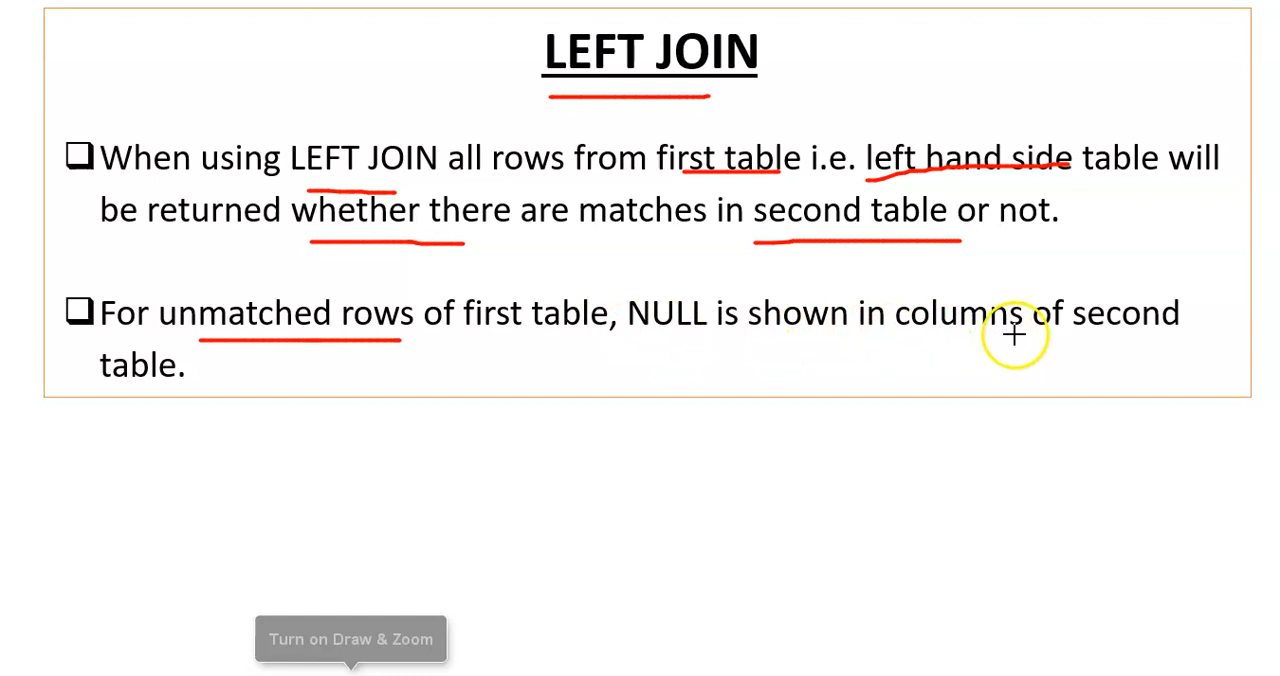 LEFT JOIN
When using LEFT JOIN all rows from first table i.e. left hand side table will
be returned whether there are matches in second table or not.
For unmatched rows of first table, NULL is shown in columns of second
table.
Turn on Draw & Zoom